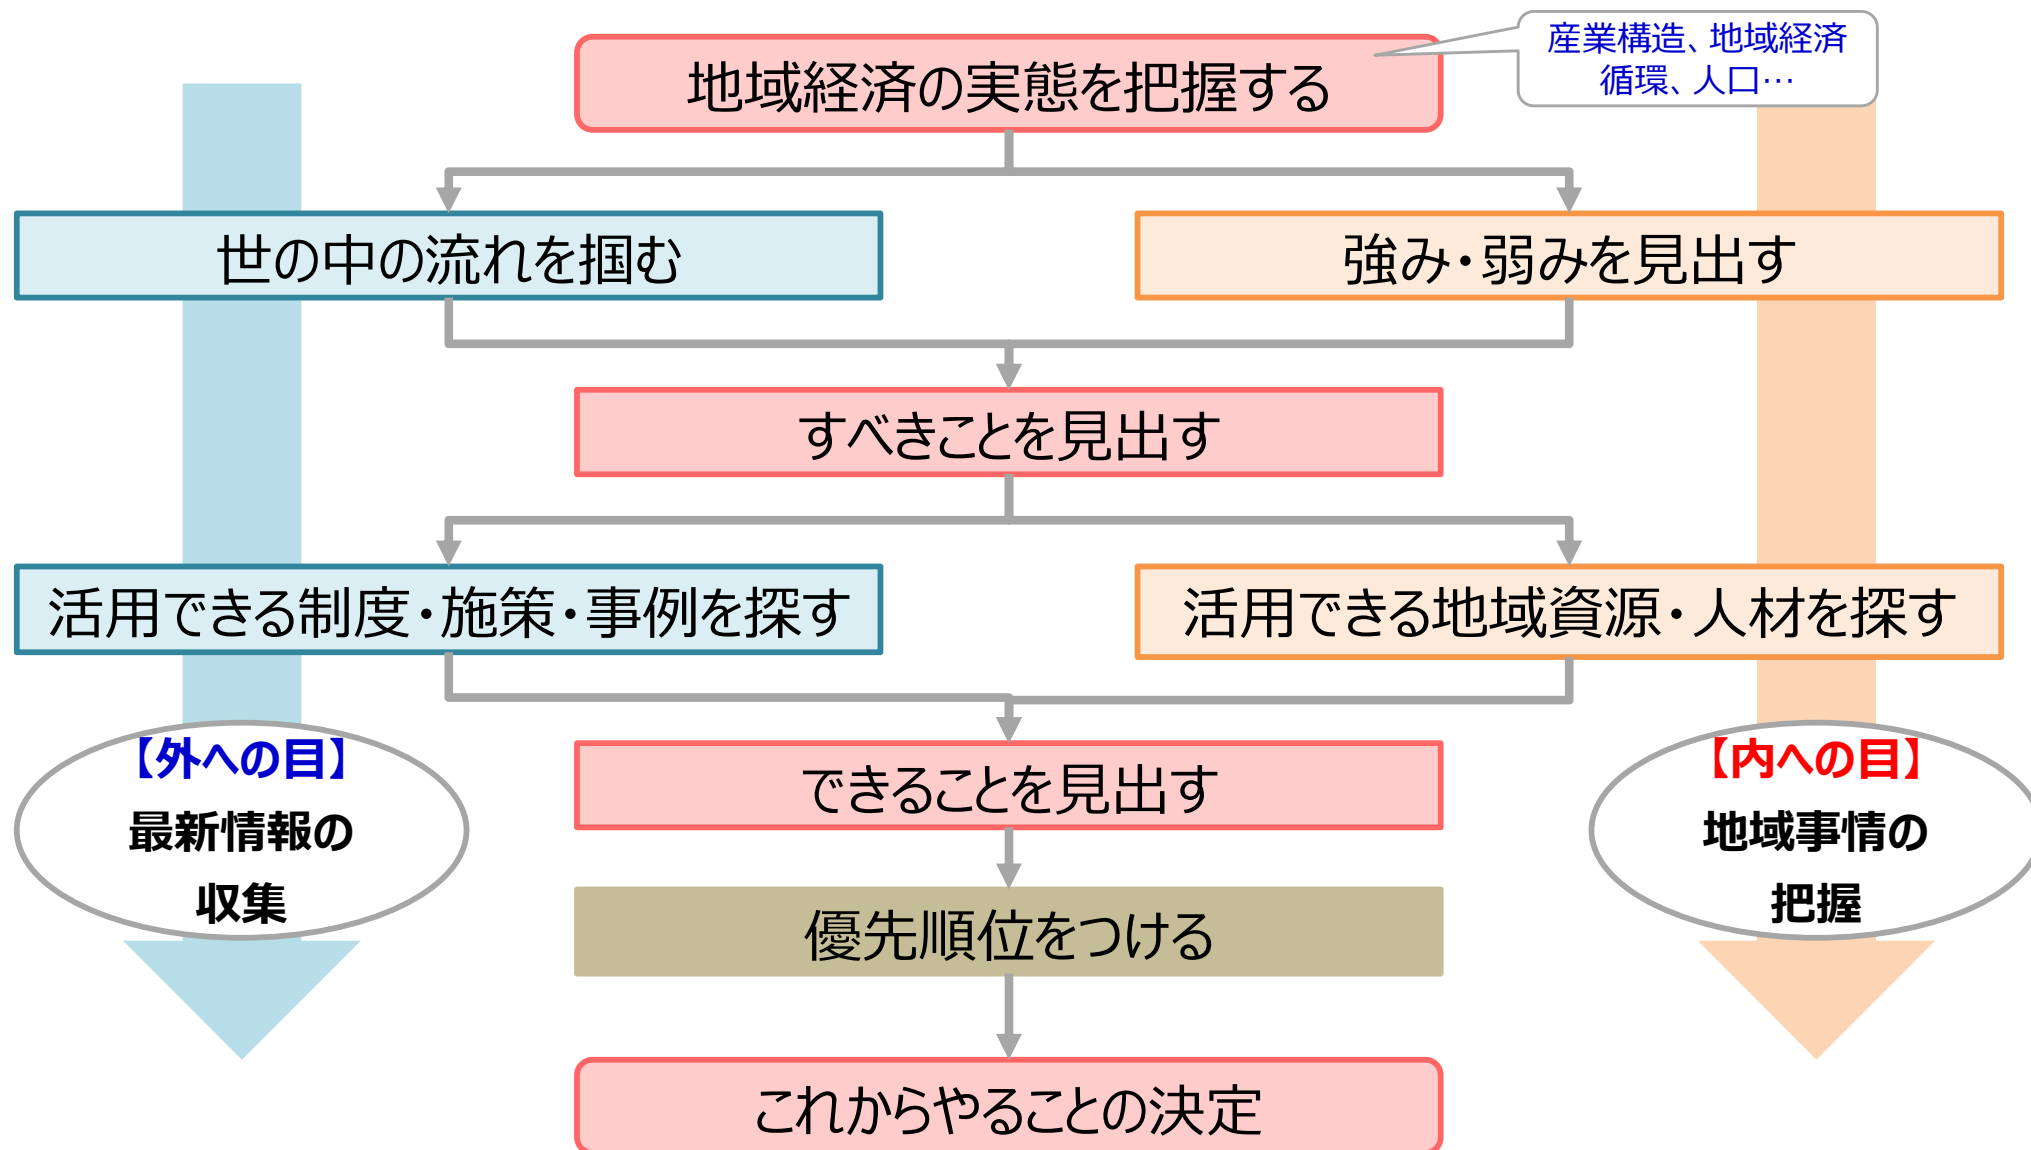 産業構造、地域経済
循環、人口…
地域経済の実態を把握する
世の中の流れを掴む
強み・弱みを見出す
すべきことを見出す
活用できる制度・施策・事例を探す
活用できる地域資源・人材を探す
【外への目】
最新情報の
収集
できることを見出す
【内への目】
地域事情の
把握
優先順位をつける
これからやることの決定